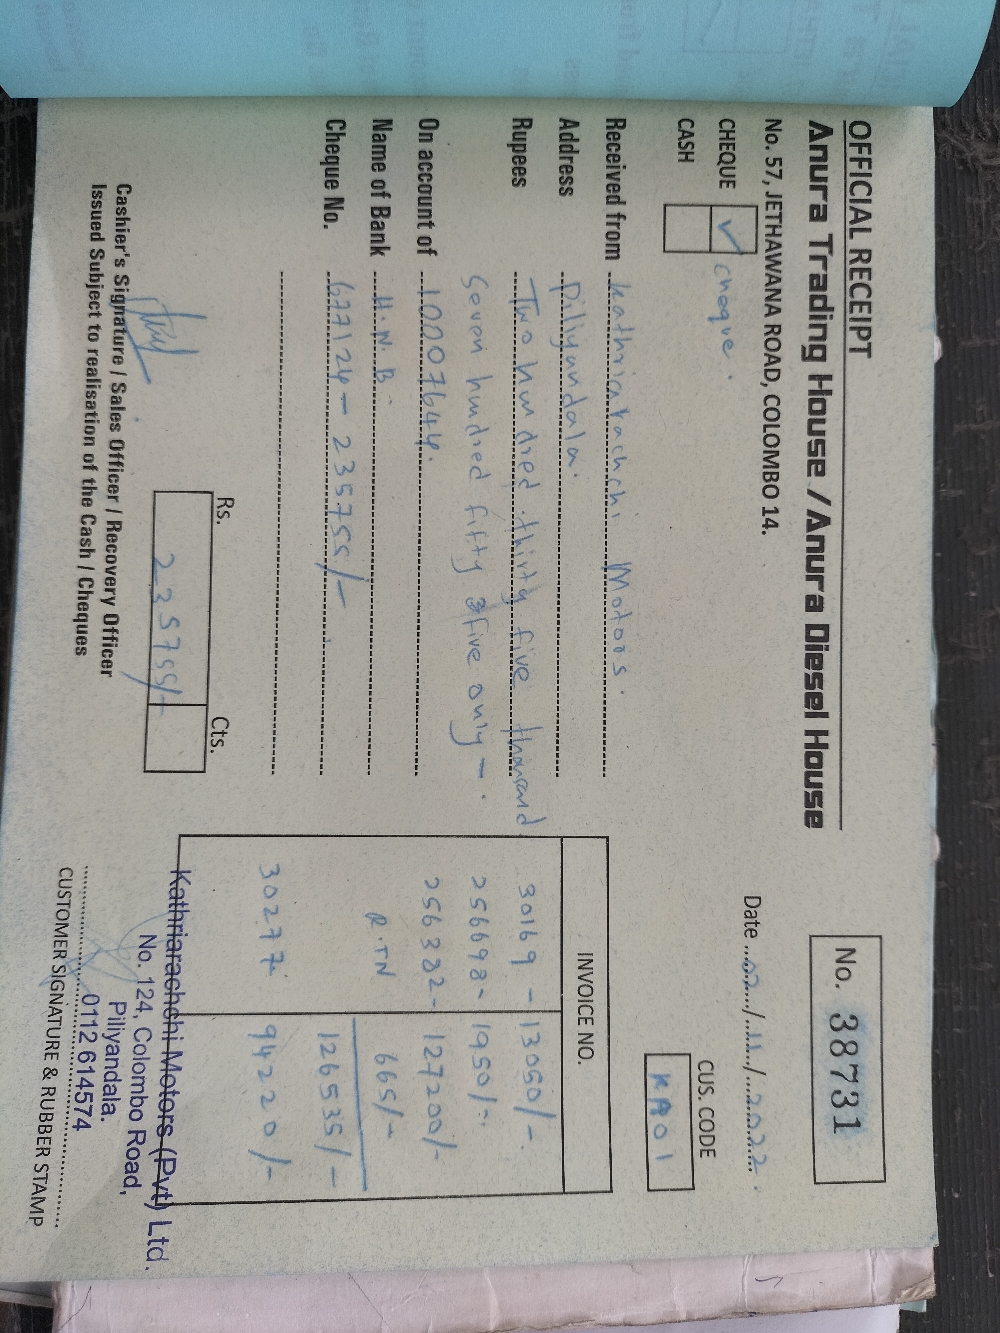 OFFICIAL RECEIPT
Anura Trading House / Anura Diesel House
No. 57, JETHAWANA ROAD, COLOMBO 14.
No. 38731
Date 02/11/2022.
CHEQUE ✓ cheque.
CASH
CUS. CODE
KA01
Received from Kathriarachchi Motors.
Address Piliyandala.
Rupees Two hundred thirty five thousand
Seven hundred fifty five only -.
On account of 10007644.
Name of Bank H.N.B.
Cheque No. 677124 - 235755/-
INVOICE NO.
30169 - 13050/-
256698 - 1950/-
256382 - 127200/-
R.TN 665/-
126535/-
30277 94220/-
Rs. Cts.
235755/-
Cashier's Signature / Sales Officer / Recovery Officer
Issued Subject to realisation of the Cash / Cheques
Kathriarachchi Motors (Pvt) Ltd.
No. 124, Colombo Road,
Piliyandala.
0112 614574
CUSTOMER SIGNATURE & RUBBER STAMP